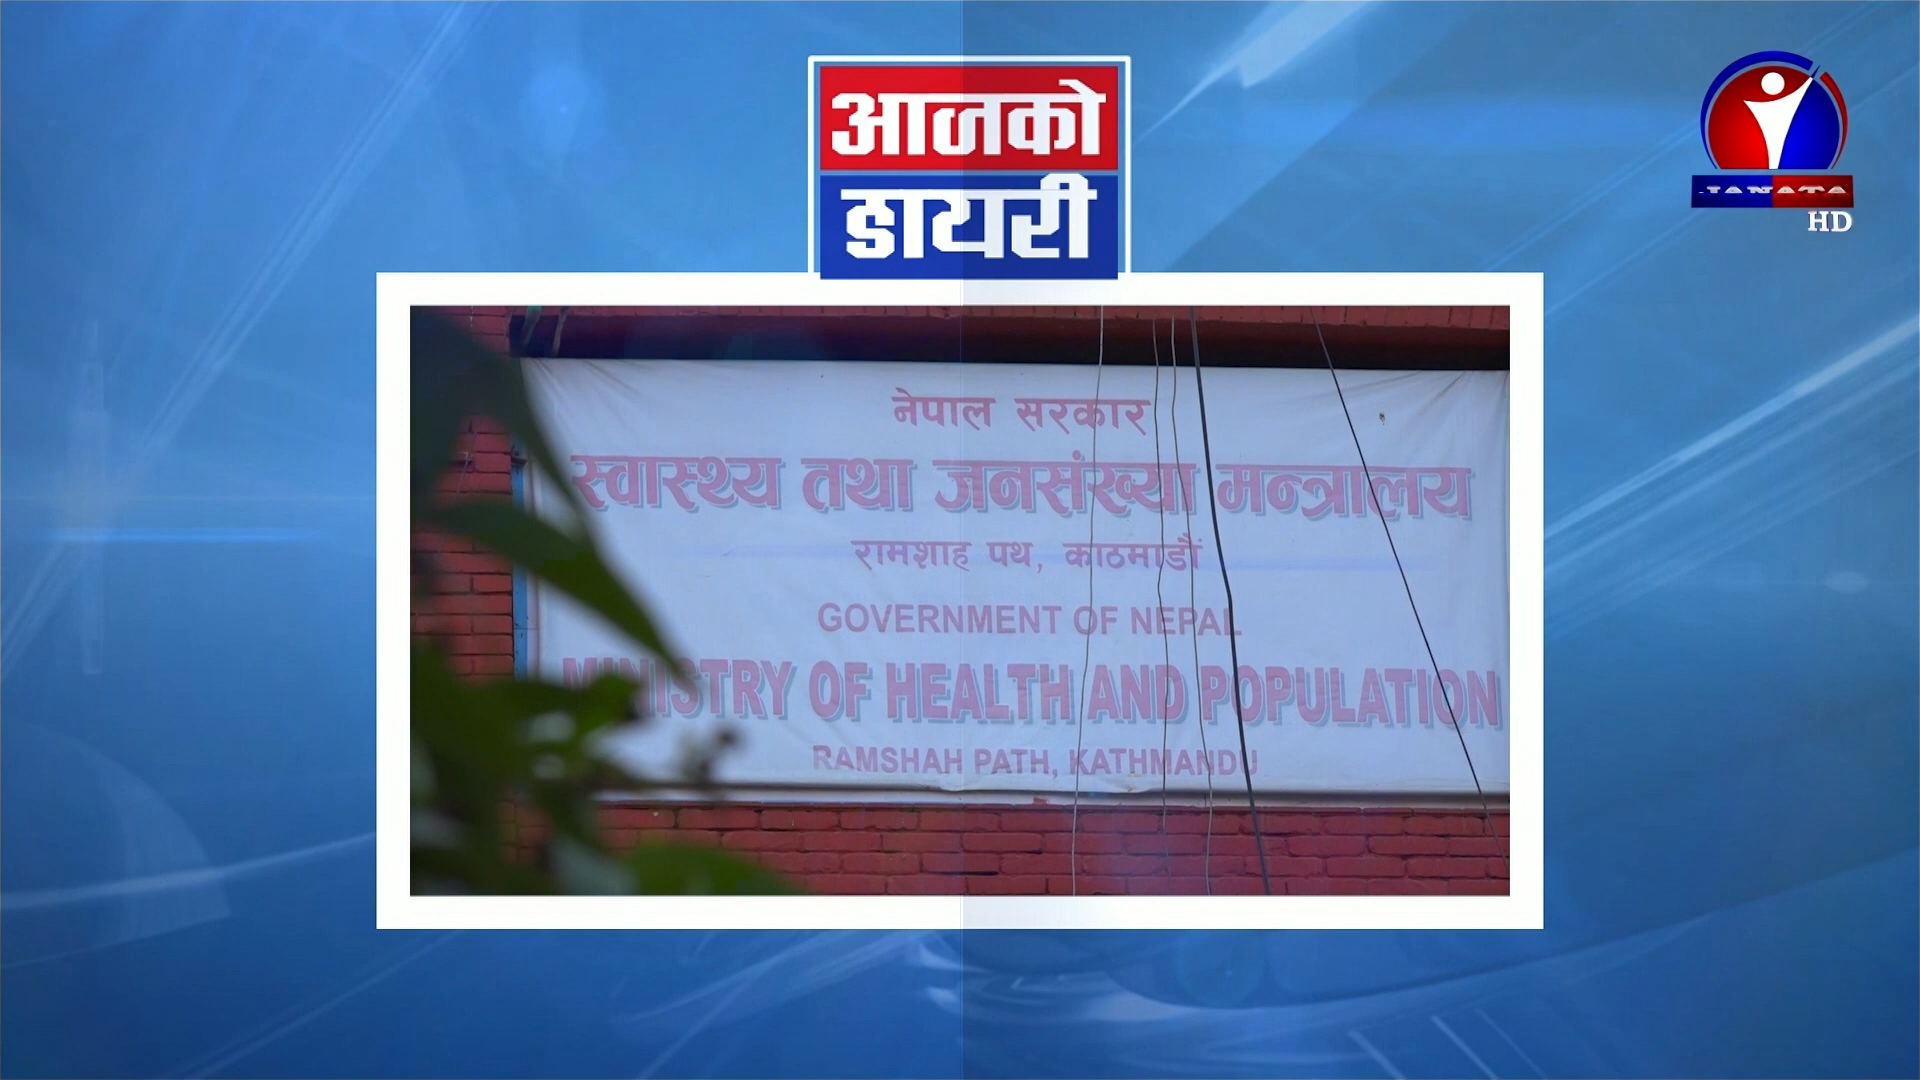 आजको
डायरी
JANATA
HD
नेपाल सरकार
स्वास्थ्य तथा जनसंख्या मन्त्रालय
रामशाह पथ, काठमाडौं
GOVERNMENT OF NEPAL
MINISTRY OF HEALTH AND POPULATION
RAMSHAH PATH, KATHMANDU